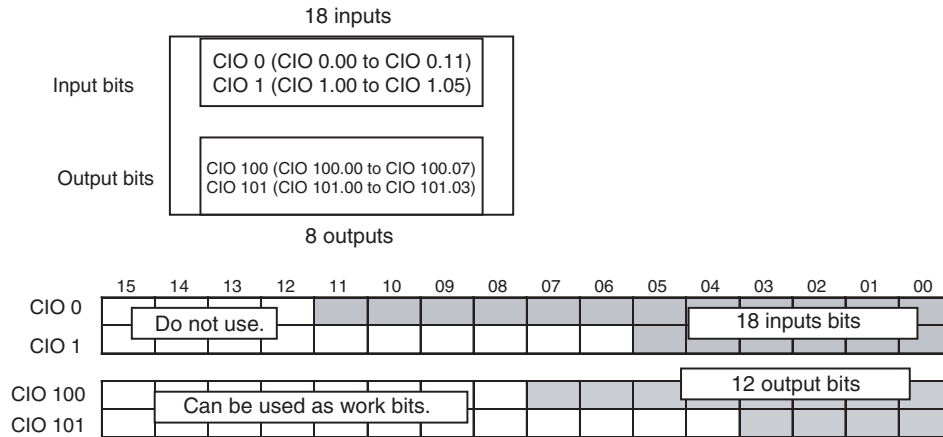 18 inputs
Input bits
CIO 0 (CIO 0.00 to CIO 0.11)
CIO 1 (CIO 1.00 to CIO 1.05)
Output bits
CIO 100 (CIO 100.00 to CIO 100.07)
CIO 101 (CIO 101.00 to CIO 101.03)
8 outputs
15 14 13 12 11 10 09 08 07 06 05 04 03 02 01 00
CIO 0
Do not use.
18 inputs bits
CIO 1
CIO 100
12 output bits
Can be used as work bits.
CIO 101